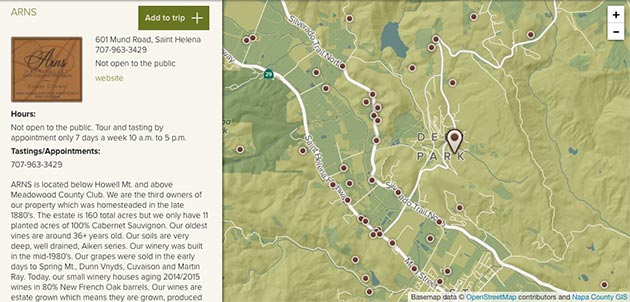 ARNS
Add to trip +
Arns
601 Mund Road, Saint Helena
707-963-3429
Not open to the public
website
Hours:
Not open to the public. Tour and tasting by
appointment only 7 days a week 10 a.m. to 5 p.m.
Tastings/Appointments:
707-963-3429
ARNS is located below Howell Mt. and above
Meadowood County Club. We are the third owners of
our property which was homesteaded in the late
1880's. The estate is 160 total acres but we only have 11
planted acres of 100% Cabernet Sauvignon. Our oldest
vines are around 36+ years old. Our soils are very
deep, well drained, Aiken series. Our winery was built
in the mid-1980's. Our grapes were sold in the early
days to Spring Mt., Dunn Vnyds, Cuvaison and Martin
Ray. Today, our small winery houses aging 2014/2015
wines in 80% New French Oak barrels. Our wines are
estate grown which means they are grown, produced
Silverado Trail North
29
Saint Helena Highway
DEER
PARK
Silverado Trail North
Main Street
+
−
Basemap data © OpenStreetMap contributors and Napa County GIS